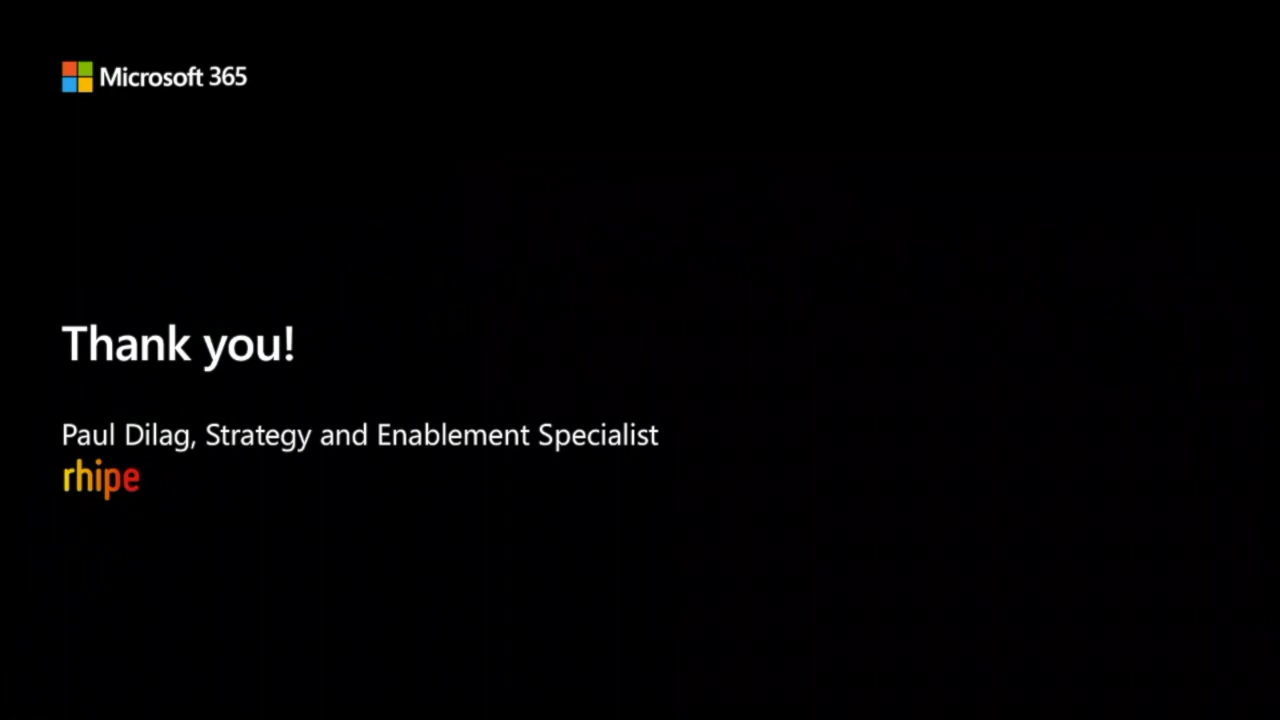 Microsoft 365
Thank you!
Paul Dilag, Strategy and Enablement Specialist
rhipe